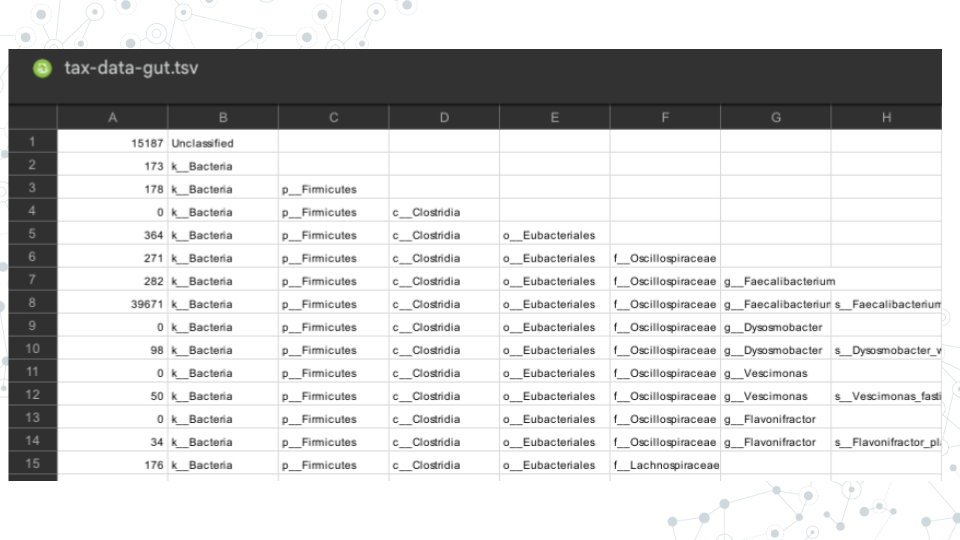 tax-data-gut.tsv
A B C D E F G H
1 15187 Unclassified
2 173 k__Bacteria
3 178 k__Bacteria p__Firmicutes
4 0 k__Bacteria p__Firmicutes c__Clostridia
5 364 k__Bacteria p__Firmicutes c__Clostridia o__Eubacteriales
6 271 k__Bacteria p__Firmicutes c__Clostridia o__Eubacteriales f__Oscillospiraceae
7 282 k__Bacteria p__Firmicutes c__Clostridia o__Eubacteriales f__Oscillospiraceae g__Faecalibacterium
8 39671 k__Bacteria p__Firmicutes c__Clostridia o__Eubacteriales f__Oscillospiraceae g__Faecalibacteriun s__Faecalibacterium
9 0 k__Bacteria p__Firmicutes c__Clostridia o__Eubacteriales f__Oscillospiraceae g__Dysosmobacter
10 98 k__Bacteria p__Firmicutes c__Clostridia o__Eubacteriales f__Oscillospiraceae g__Dysosmobacter s__Dysosmobacter_w
11 0 k__Bacteria p__Firmicutes c__Clostridia o__Eubacteriales f__Oscillospiraceae g__Vescimonas
12 50 k__Bacteria p__Firmicutes c__Clostridia o__Eubacteriales f__Oscillospiraceae g__Vescimonas s__Vescimonas_fasti
13 0 k__Bacteria p__Firmicutes c__Clostridia o__Eubacteriales f__Oscillospiraceae g__Flavonifractor
14 34 k__Bacteria p__Firmicutes c__Clostridia o__Eubacteriales f__Oscillospiraceae g__Flavonifractor s__Flavonifractor_pl
15 176 k__Bacteria p__Firmicutes c__Clostridia o__Eubacteriales f__Lachnospiraceae